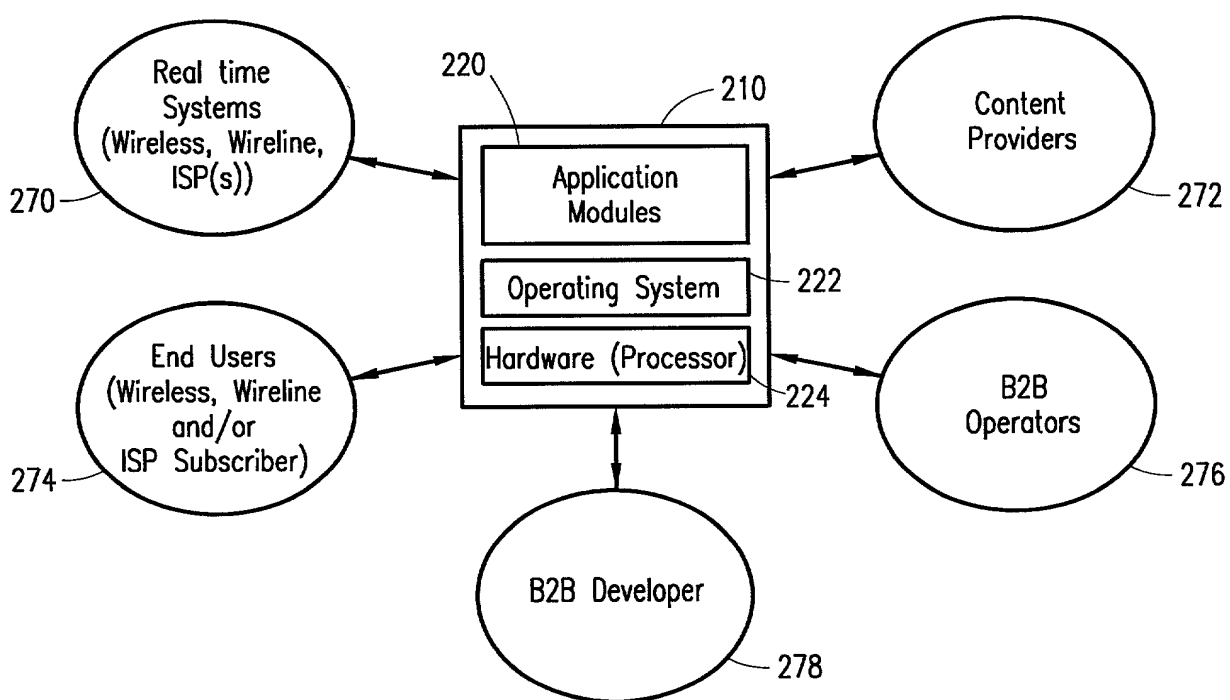 Real time
Systems
(Wireless, Wireline,
ISP(s))
270
220
210
Application
Modules
Operating System
222
Hardware (Processor)
224
Content
Providers
272
End Users
(Wireless, Wireline
and/or
ISP Subscriber)
274
B2B
Operators
276
B2B Developer
278